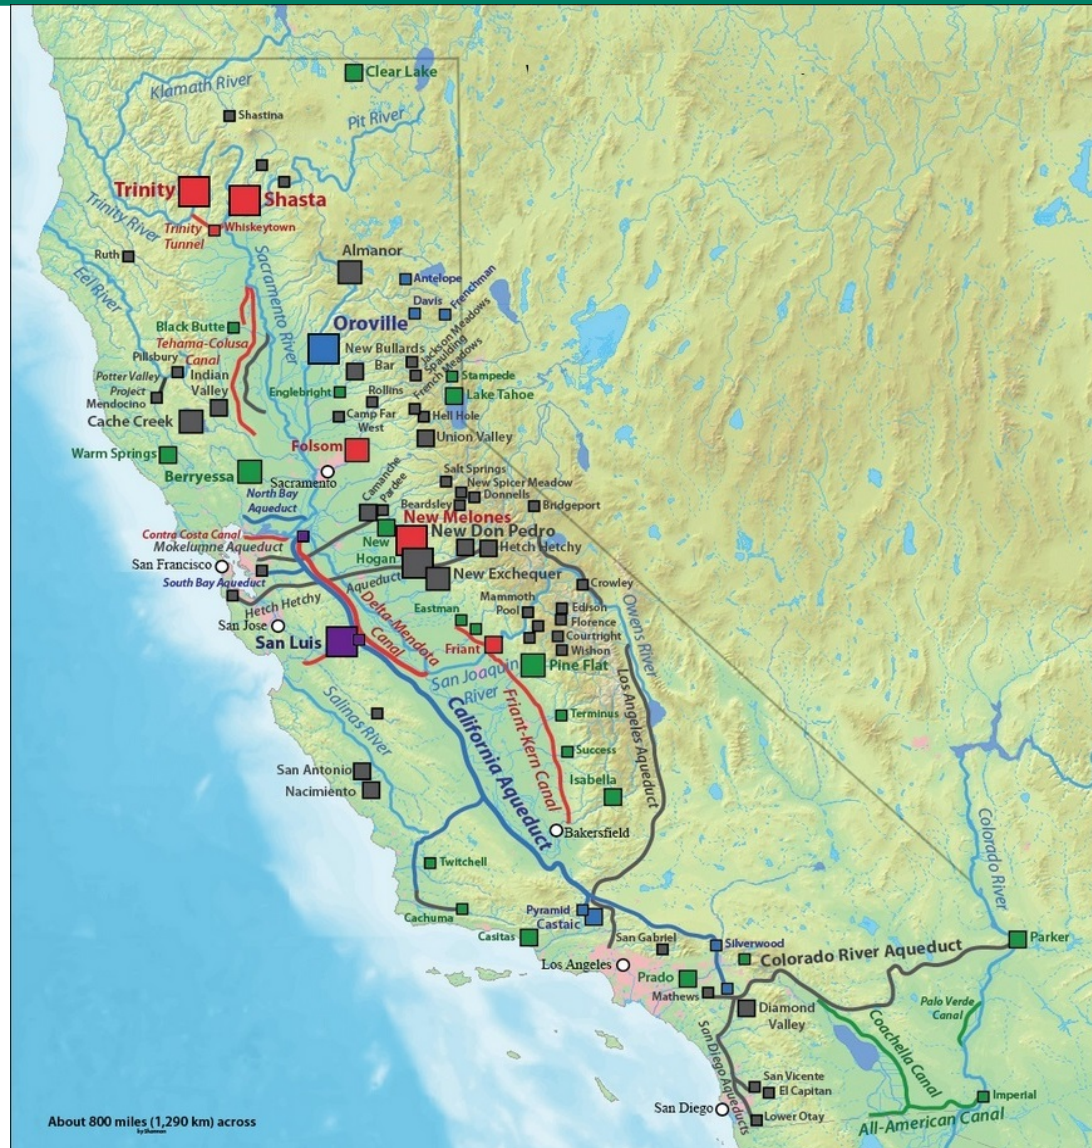 Clear Lake
Klamath River
Shastina
Pit River
Trinity
Shasta
Trinity River
Trinity
Tunnel
Whiskeytown
Ruth
Eel River
Sacramento River
Almanor
Antelope
Davis
Frenchman
Black Butte
Tehama-Colusa
Canal
Oroville
New Bullards
Bar
Jackson Meadows
Spaulding
French Meadows
Pillsbury
Potter Valley
Project
Indian
Valley
Mendocino
Cache Creek
Englebright
Rollins
Stampede
Lake Tahoe
Camp Far
West
Hell Hole
Union Valley
Warm Springs
Berryessa
Folsom
Sacramento
North Bay
Aqueduct
Camanche
Pardee
Salt Springs
New Spicer Meadow
Donnells
Beardsley
Bridgeport
Contra Costa Canal
Mokelumne Aqueduct
San Francisco
South Bay Aqueduct
New Melones
New
Hogan
New Don Pedro
Hetch Hetchy
New Exchequer
Hetch Hetchy
Aqueduct
San Jose
San Luis
Delta-Mendota
Canal
Eastman
Mammoth
Pool
Crowley
Edison
Florence
Courtright
Wishon
Owens River
Friant
Pine Flat
San Joaquin
River
Salinas River
California Aqueduct
Friant-Kern Canal
Los Angeles Aqueduct
Terminus
Success
Isabella
San Antonio
Nacimiento
Bakersfield
Twitchell
Cachuma
Casitas
Pyramid
Castaic
San Gabriel
Silverwood
Los Angeles
Prado
Mathews
Colorado River Aqueduct
Colorado River
Parker
Diamond
Valley
Palo Verde
Canal
Coachella Canal
San Diego Aqueducts
San Vicente
El Capitan
Lower Otay
San Diego
Imperial
All-American Canal
About 800 miles (1,290 km) across
by Shannon